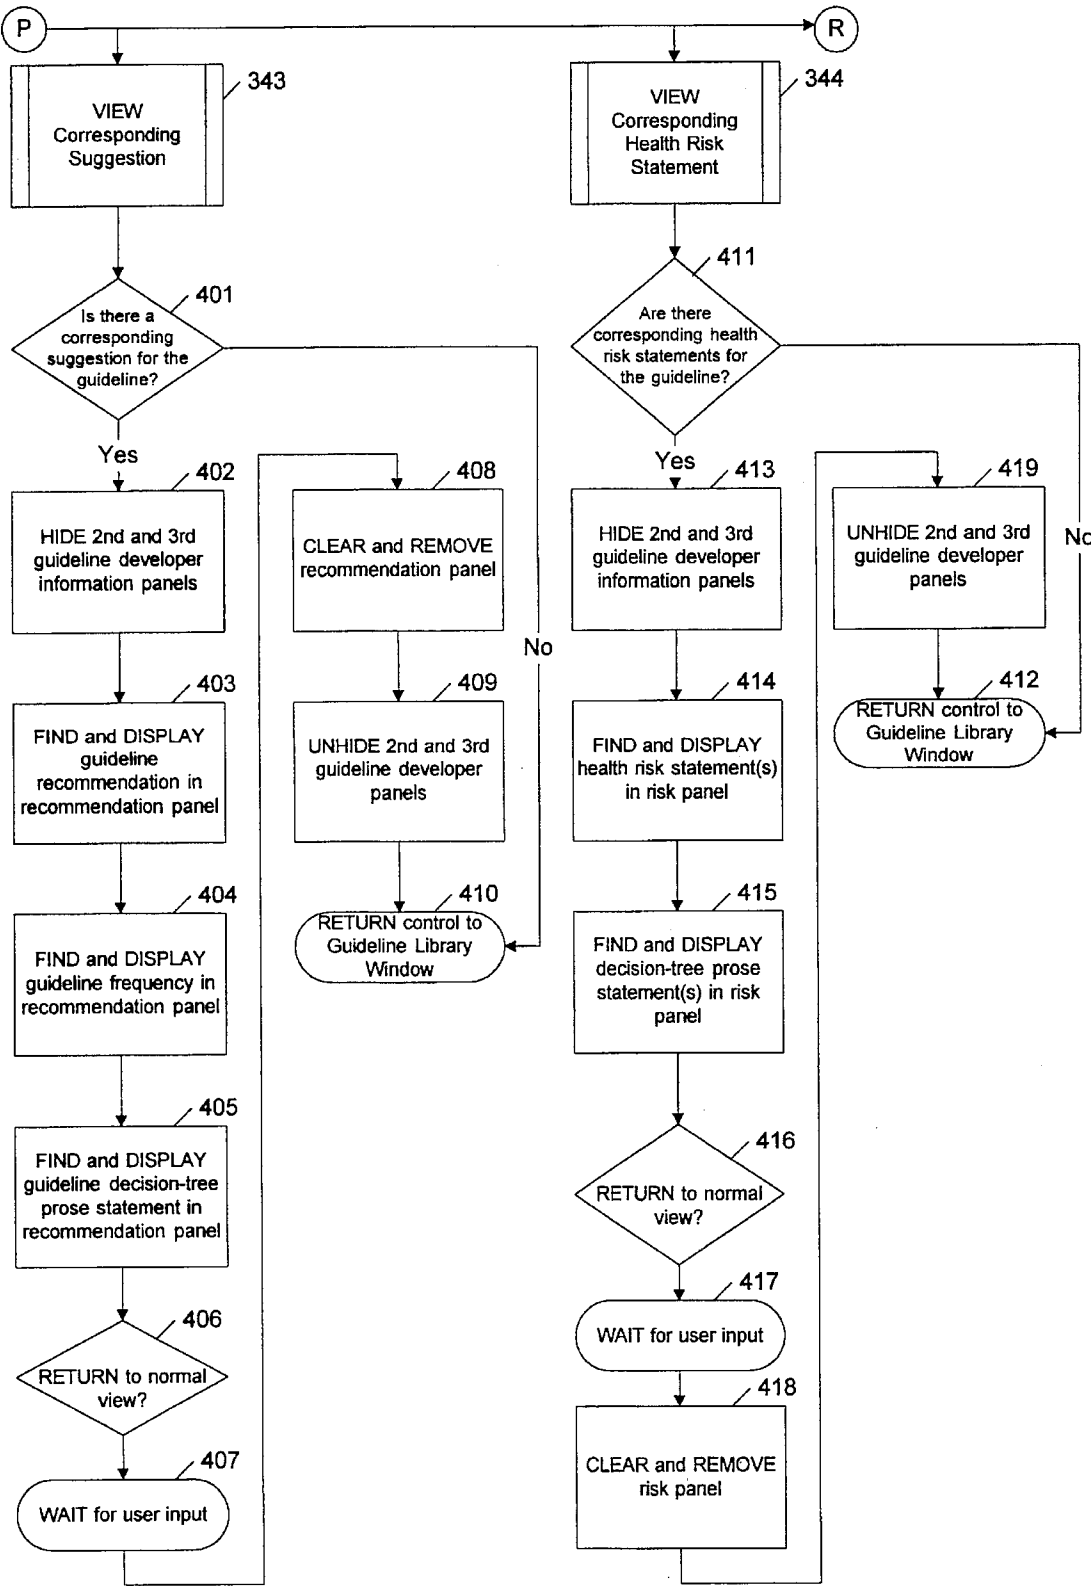 P
R
343
VIEW
Corresponding
Suggestion
344
VIEW
Corresponding
Health Risk
Statement
401
Is there a
corresponding
suggestion for the
guideline?
411
Are there
corresponding health
risk statements for
the guideline?
Yes
No
Yes
No
402
HIDE 2nd and 3rd
guideline developer
information panels
403
FIND and DISPLAY
guideline
recommendation in
recommendation panel
404
FIND and DISPLAY
guideline frequency in
recommendation panel
405
FIND and DISPLAY
guideline decision-tree
prose statement in
recommendation panel
406
RETURN to normal
view?
407
WAIT for user input
408
CLEAR and REMOVE
recommendation panel
409
UNHIDE 2nd and 3rd
guideline developer
panels
410
RETURN control to
Guideline Library
Window
413
HIDE 2nd and 3rd
guideline developer
information panels
414
FIND and DISPLAY
health risk statement(s)
in risk panel
415
FIND and DISPLAY
decision-tree prose
statement(s) in risk
panel
416
RETURN to normal
view?
417
WAIT for user input
418
CLEAR and REMOVE
risk panel
419
UNHIDE 2nd and 3rd
guideline developer
panels
412
RETURN control to
Guideline Library
Window